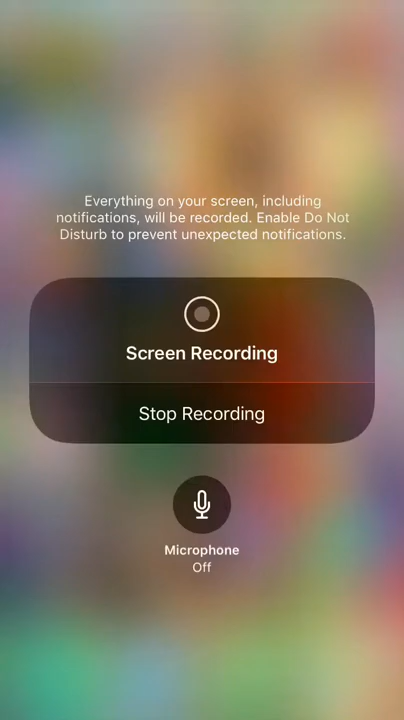 Everything on your screen, including
notifications, will be recorded. Enable Do Not
Disturb to prevent unexpected notifications.
Screen Recording
Stop Recording
Microphone
Off